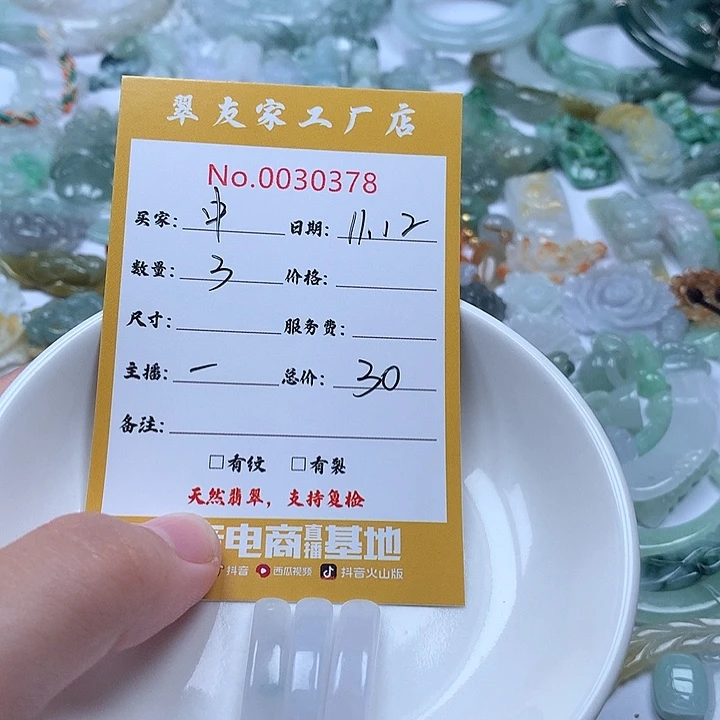 翠友家工厂店
No.0030378
买家: 中 日期: 11.12
数量: 3 价格:
尺寸: 服务费:
主播: 一 总价: 30
备注:
□有纹 □有裂
天然翡翠，支持复检
电商直播基地
抖音 西瓜视频 抖音火山版